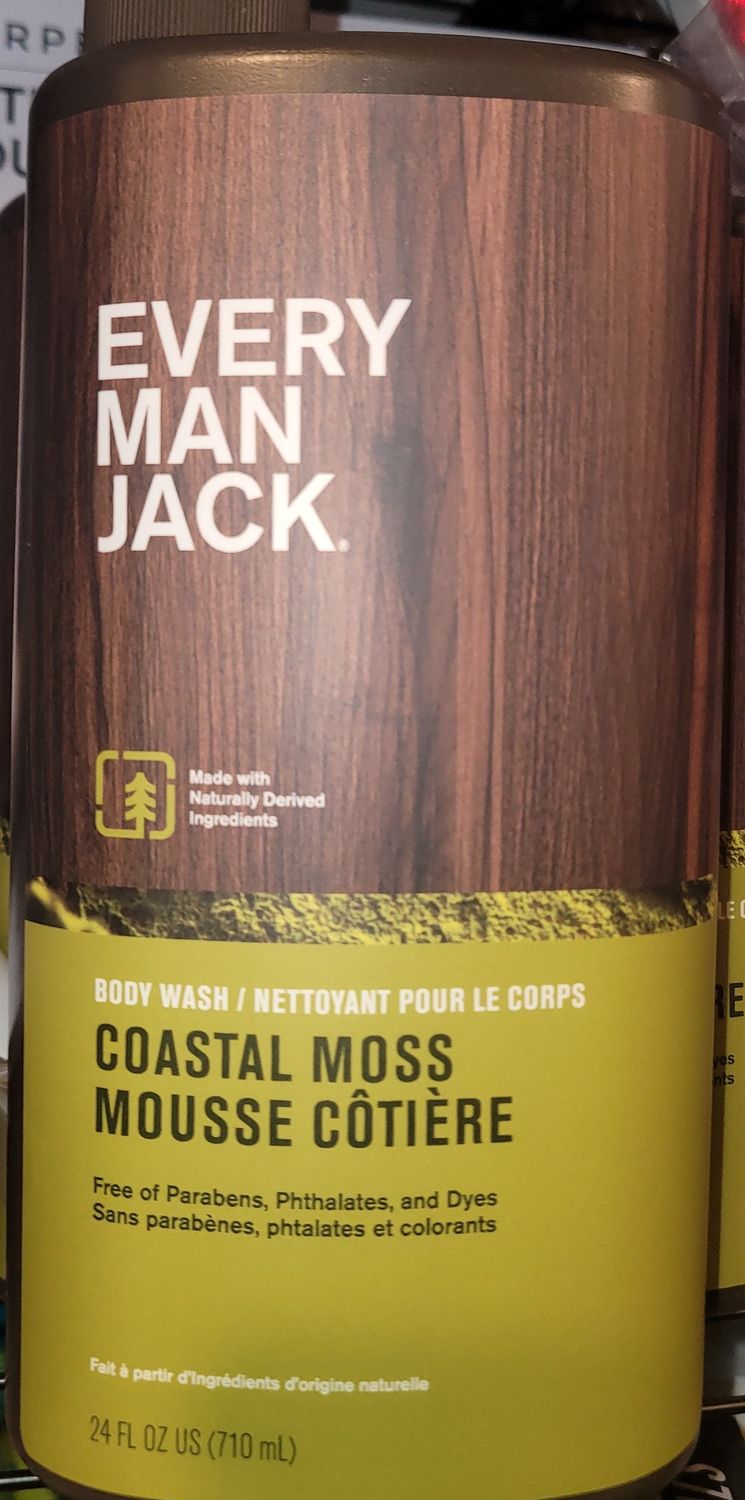 EVERY
MAN
JACK.
Made with
Naturally Derived
Ingredients
BODY WASH / NETTOYANT POUR LE CORPS
COASTAL MOSS
MOUSSE CÔTIÈRE
Free of Parabens, Phthalates, and Dyes
Sans parabènes, phtalates et colorants
Fait à partir d'Ingrédients d'origine naturelle
24 FL OZ US (710 mL)